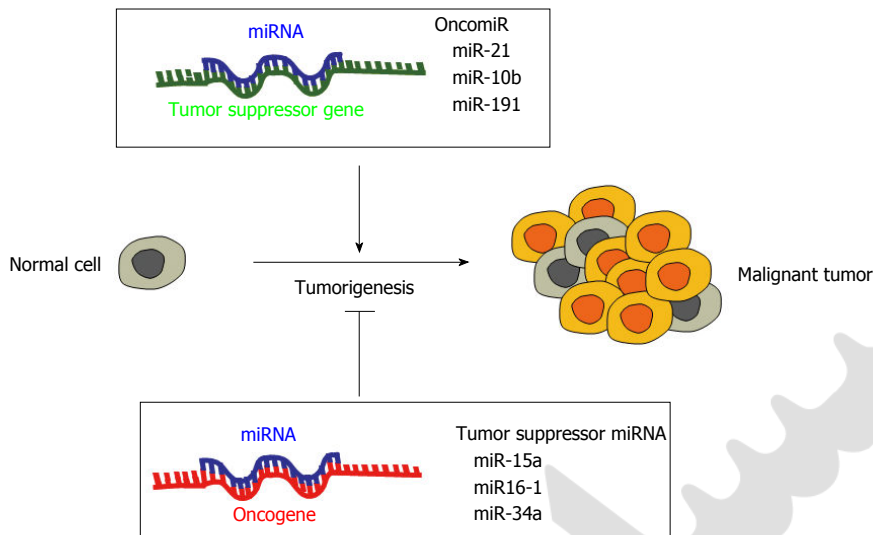 miRNA
Tumor suppressor gene
OncomiR
miR-21
miR-10b
miR-191
Normal cell
Tumorigenesis
Malignant tumor
miRNA
Oncogene
Tumor suppressor miRNA
miR-15a
miR16-1
miR-34a